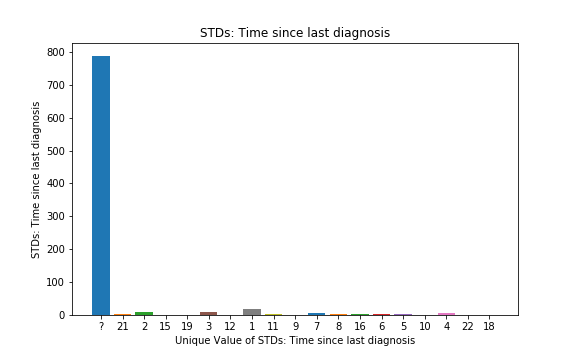 STDs: Time since last diagnosis
800
700
600
500
400
300
200
100
0
STDs: Time since last diagnosis
? 21 2 15 19 3 12 1 11 9 7 8 16 6 5 10 4 22 18
Unique Value of STDs: Time since last diagnosis